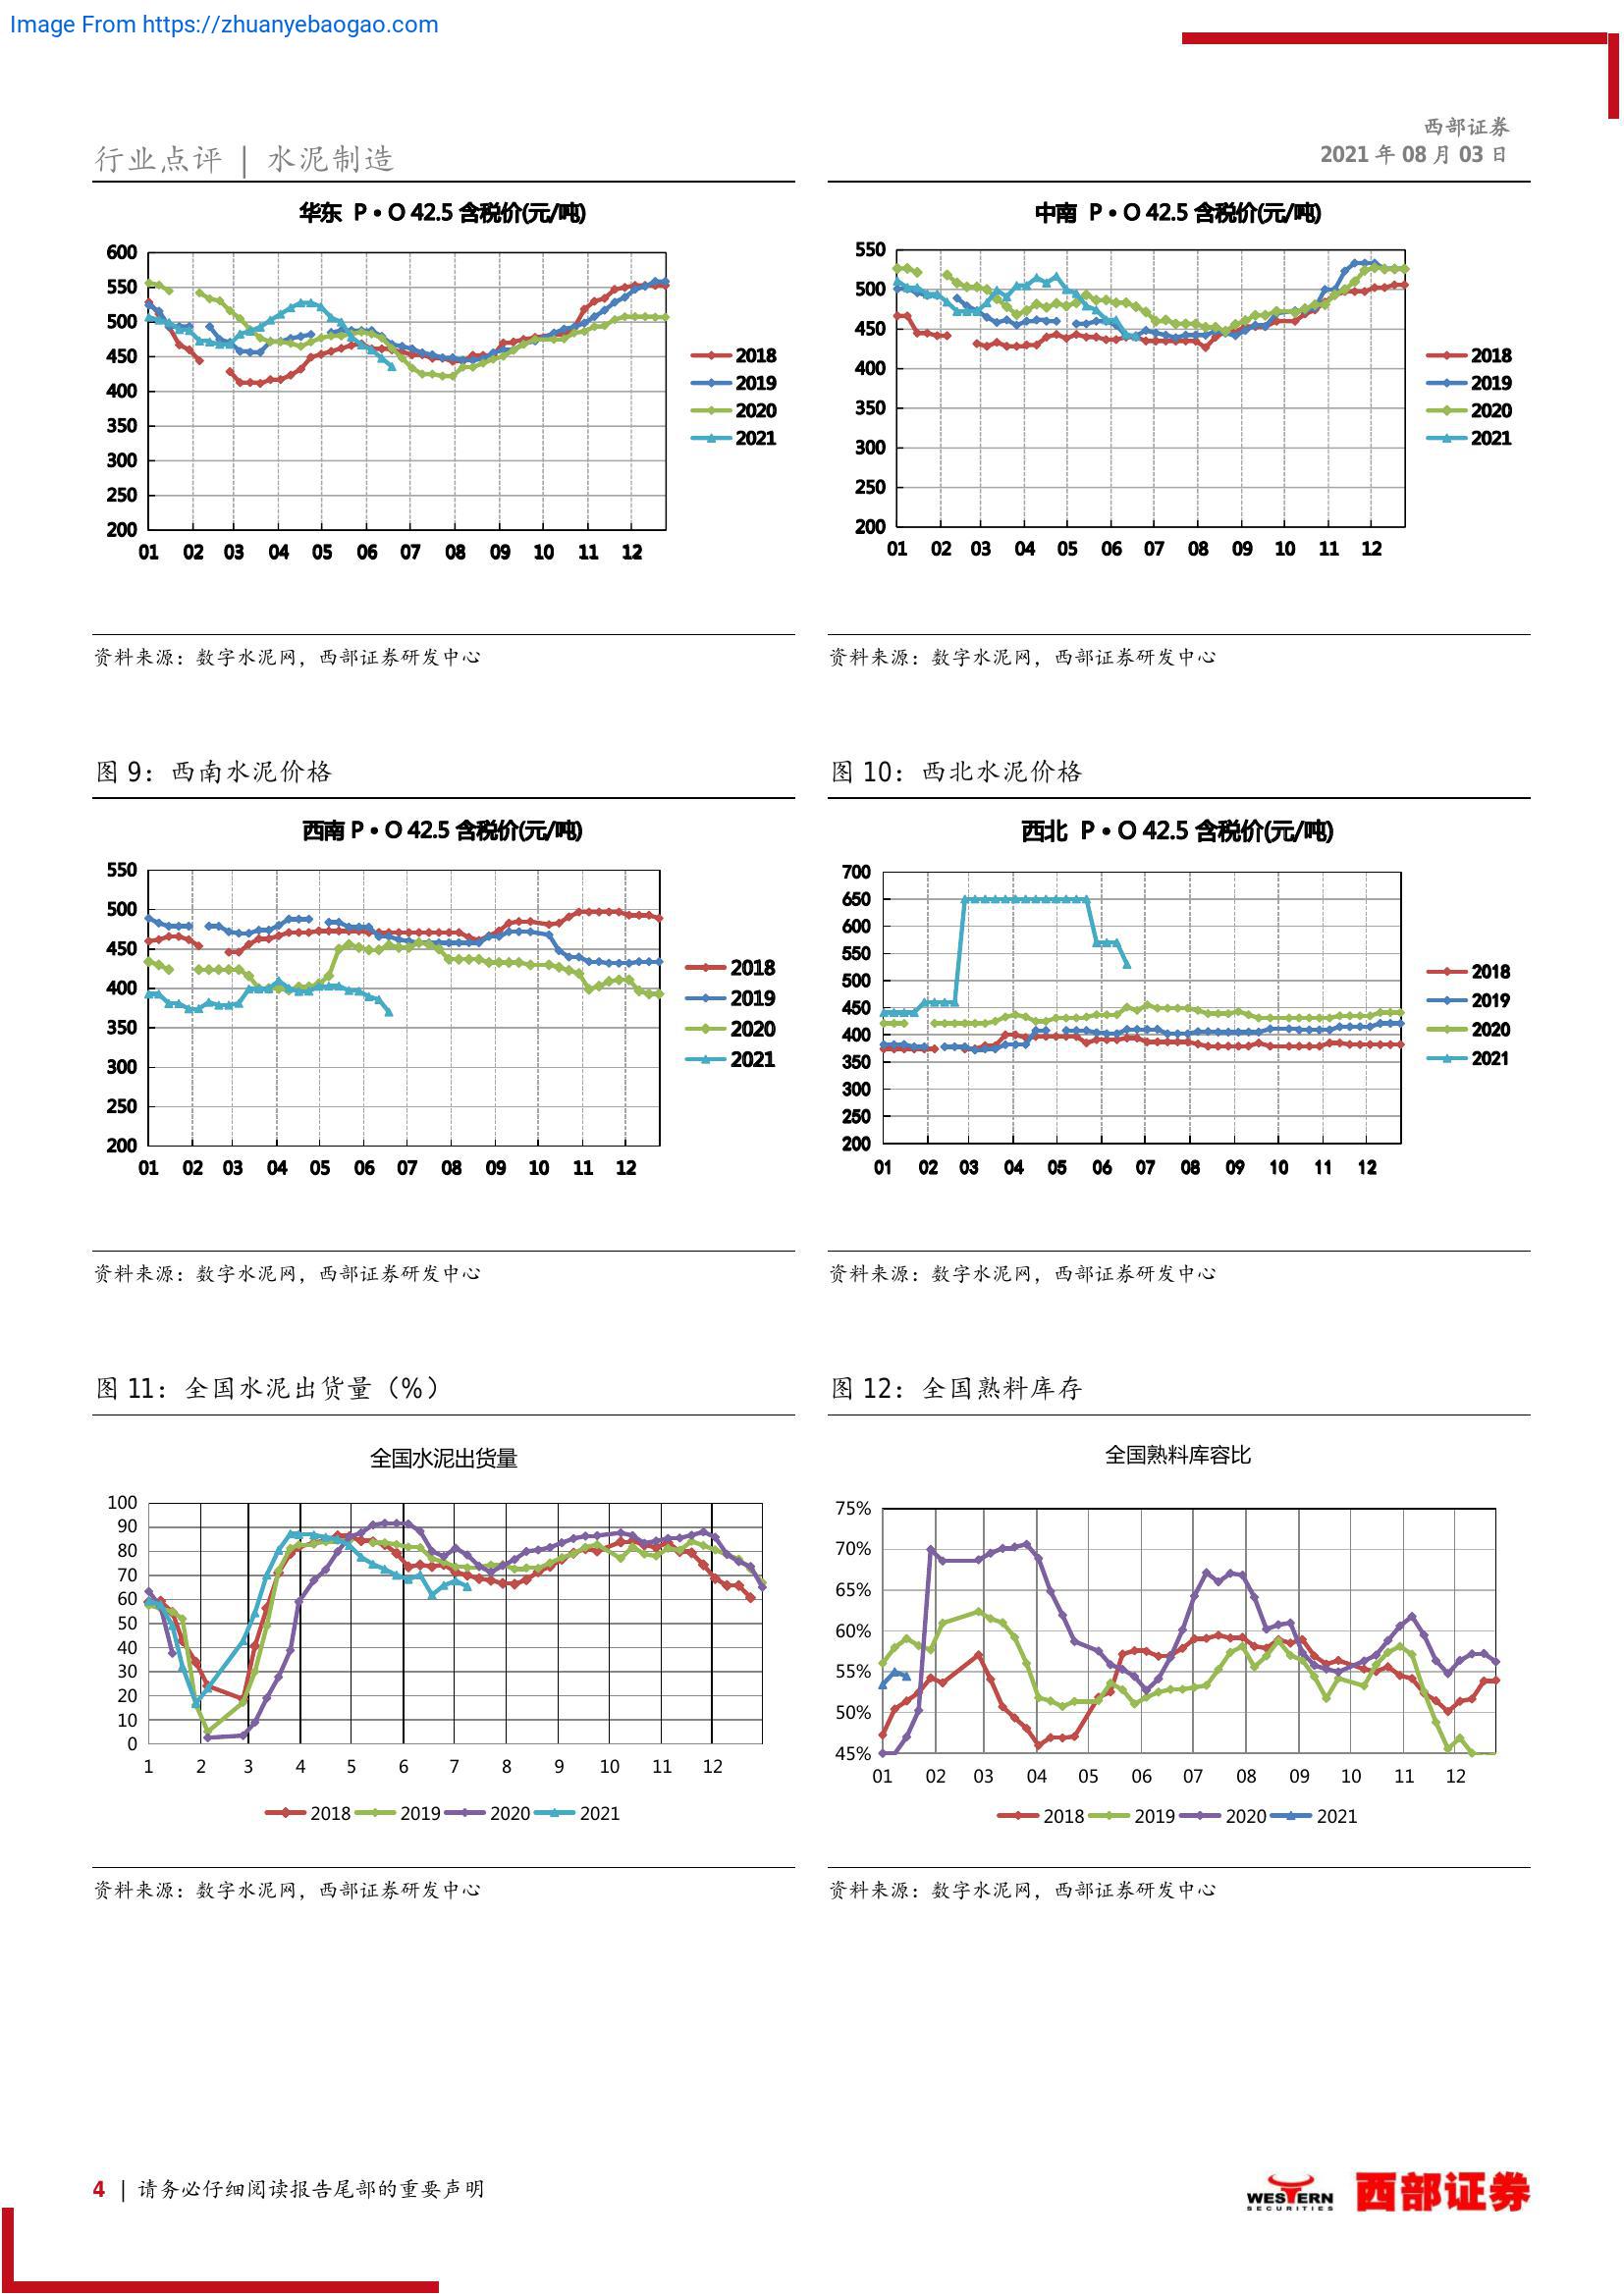 Image From https://zhuanyebaogao.com
西部证券
行业点评 | 水泥制造
2021 年 08 月 03 日
华东 P·O 42.5 含税价(元/吨)
600
550
500
450
400
350
300
250
200
01 02 03 04 05 06 07 08 09 10 11 12
2018
2019
2020
2021
中南 P·O 42.5 含税价(元/吨)
550
500
450
400
350
300
250
200
01 02 03 04 05 06 07 08 09 10 11 12
2018
2019
2020
2021
资料来源：数字水泥网，西部证券研发中心
资料来源：数字水泥网，西部证券研发中心
图 9：西南水泥价格
西南 P·O 42.5 含税价(元/吨)
550
500
450
400
350
300
250
200
01 02 03 04 05 06 07 08 09 10 11 12
2018
2019
2020
2021
图 10：西北水泥价格
西北 P·O 42.5 含税价(元/吨)
700
650
600
550
500
450
400
350
300
250
200
01 02 03 04 05 06 07 08 09 10 11 12
2018
2019
2020
2021
资料来源：数字水泥网，西部证券研发中心
资料来源：数字水泥网，西部证券研发中心
图 11：全国水泥出货量（%）
全国水泥出货量
100
90
80
70
60
50
40
30
20
10
0
1 2 3 4 5 6 7 8 9 10 11 12
2018 2019 2020 2021
图 12：全国熟料库存
全国熟料库容比
75%
70%
65%
60%
55%
50%
45%
01 02 03 04 05 06 07 08 09 10 11 12
2018 2019 2020 2021
资料来源：数字水泥网，西部证券研发中心
资料来源：数字水泥网，西部证券研发中心
4 | 请务必仔细阅读报告尾部的重要声明
WESTERN
SECURITIES
西部证券